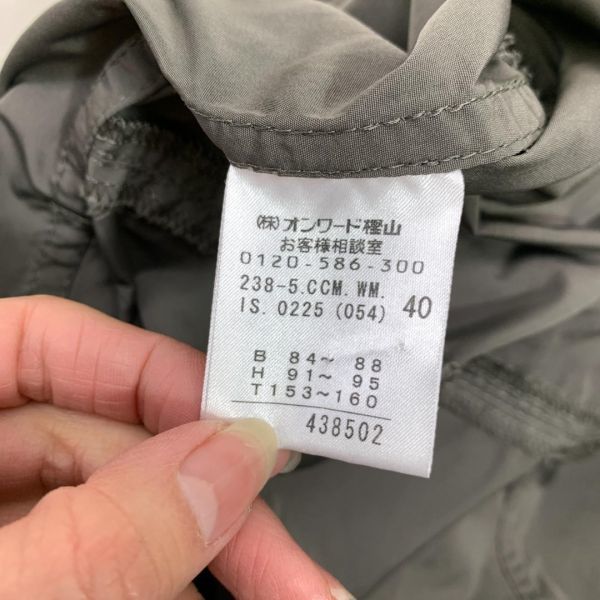 (株)オンワード樫山
お客様相談室
0120-586-300
238-5.CCM.WM.
IS. 0225 (054) 40
B 84〜 88
H 91〜 95
T153〜160
438502